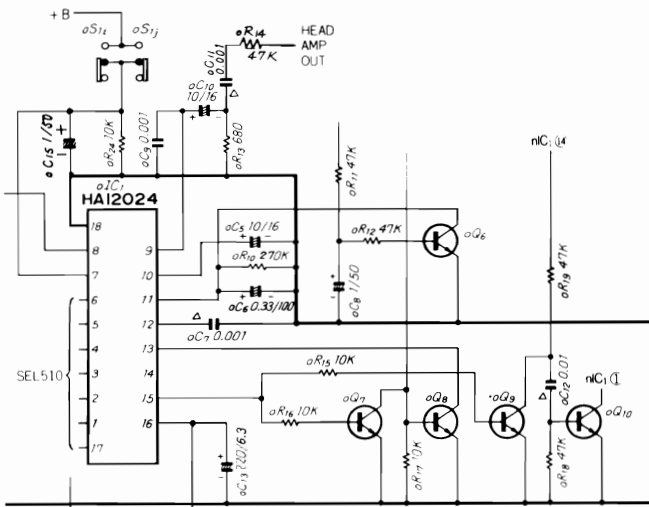 +B
oS1i oS1j
oR14
47K
HEAD
AMP
OUT
oC11
0.001
oC10
10/16
+ -
oC15 1/50
+
-
oR24 10K
oC9 0.001
oR13 680
oIC1
HA12024
18
8
7
6
5
4
3
2
1
17
9
10
11
12
13
14
15
16
SEL510
oC5 10/16
+ -
oR10 270K
+ -
oC6 0.33/100
oC7 0.001
oR11 47K
oR12 47K
oQ6
+
-
oC8 1/50
nIC1 14
oR19 47K
oR15 10K
oR16 10K
oQ7
oQ8
oQ9
oC12 0.01
nIC1 1
oQ10
oR17 10K
oR18 47K
+
-
oC13 220/6.3